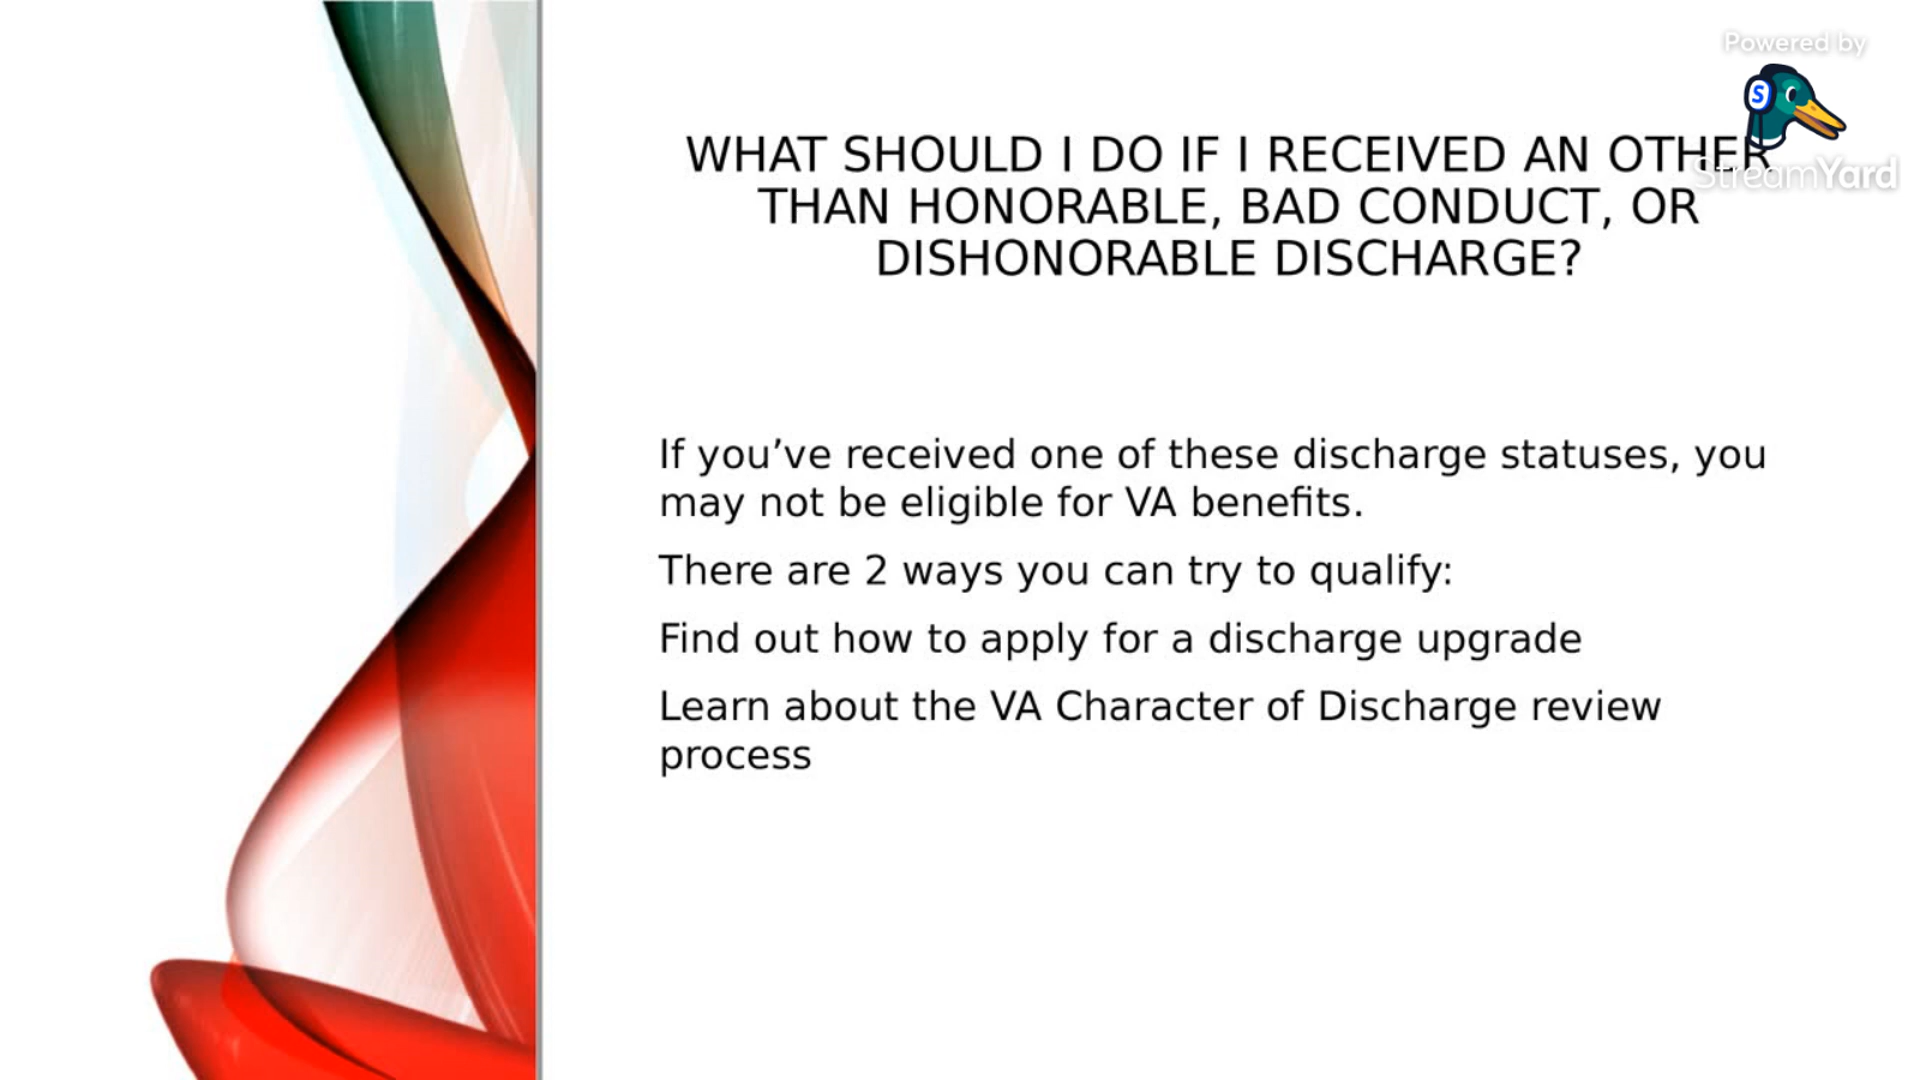 Powered by
S
StreamYard
WHAT SHOULD I DO IF I RECEIVED AN OTHER
THAN HONORABLE, BAD CONDUCT, OR
DISHONORABLE DISCHARGE?
If you’ve received one of these discharge statuses, you
may not be eligible for VA benefits.
There are 2 ways you can try to qualify:
Find out how to apply for a discharge upgrade
Learn about the VA Character of Discharge review
process